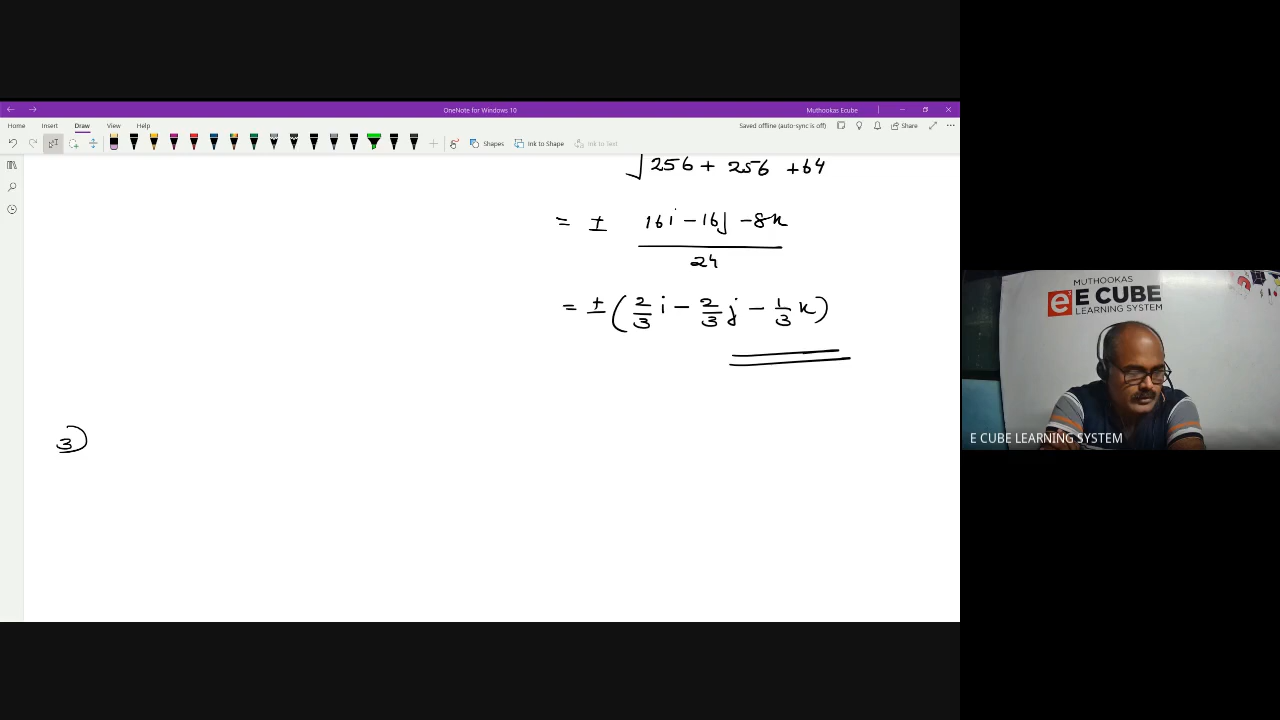 OneNote for Windows 10
Muthookas Ecube
Home Insert Draw View Help
Saved offline (auto-sync is off)
Share
Shapes
Ink to Shape
Ink to Text
√256 + 256 + 64
= ± 16i − 16j − 8k
24
= ± (2/3 i − 2/3 j − 1/3 k)
3)
MUTHOOKAS
e E CUBE
LEARNING SYSTEM
E CUBE LEARNING SYSTEM